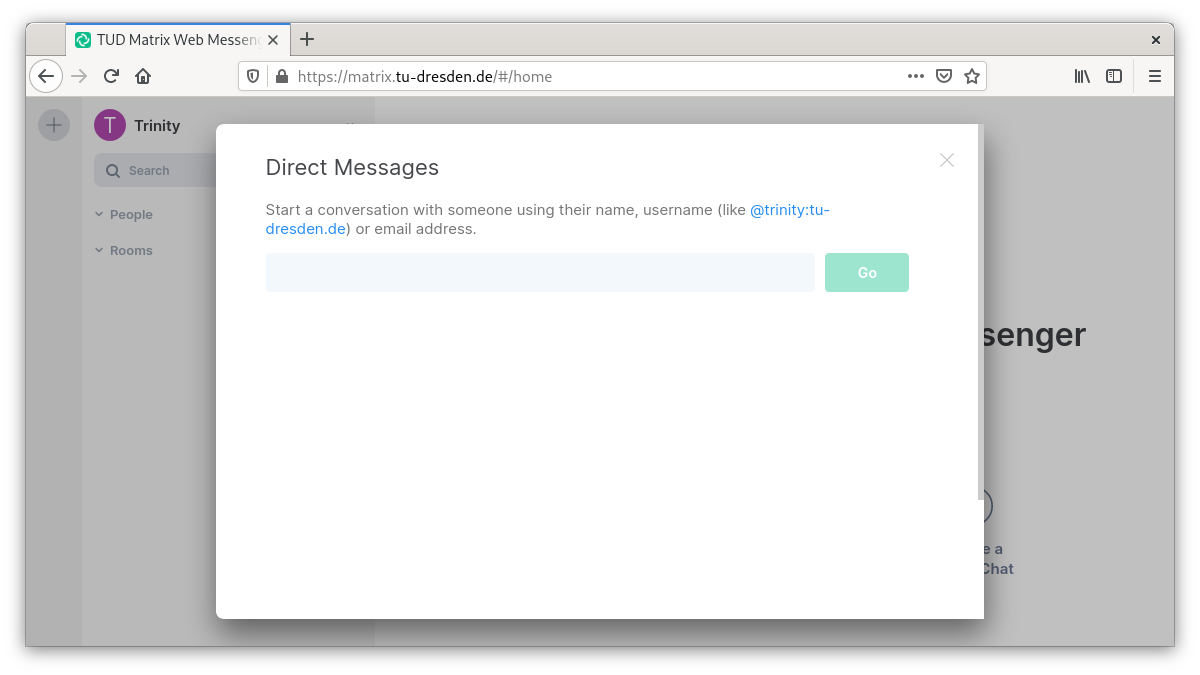 TUD Matrix Web Messeng
https://matrix.tu-dresden.de/#/home
T Trinity
Search
People
Rooms
Direct Messages
Start a conversation with someone using their name, username (like @trinity:tu-
dresden.de) or email address.
Go
senger
e a
Chat